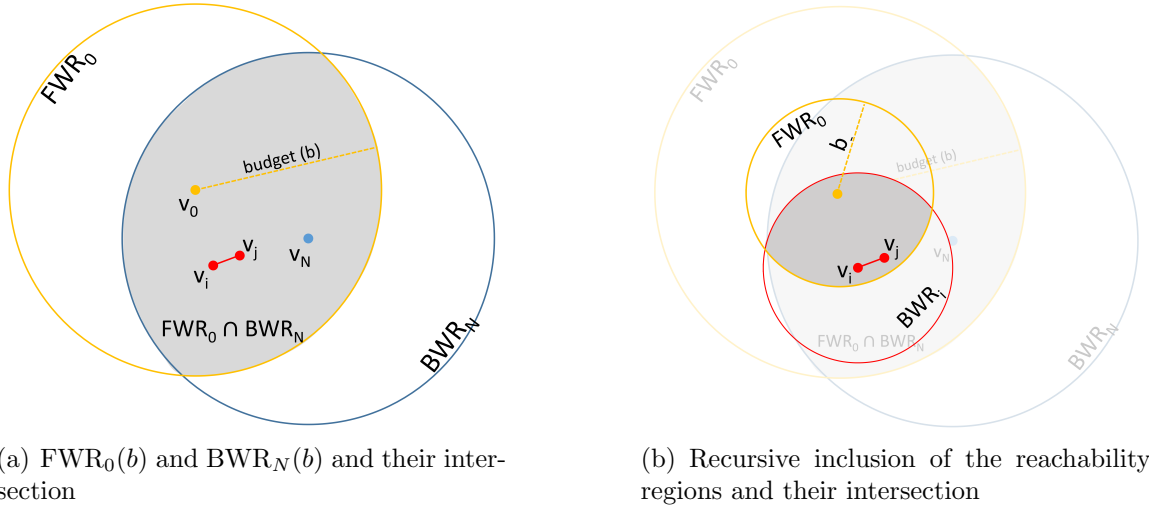 FWR0
budget (b)
v0
vj
vi
vN
FWR0 ∩ BWRN
BWRN
(a) FWR0(b) and BWRN(b) and their inter-
section
FWR0
FWR0
b
budget (b)
vj
vi
vN
BWRi
FWR0 ∩ BWRN
BWRN
(b) Recursive inclusion of the reachability
regions and their intersection